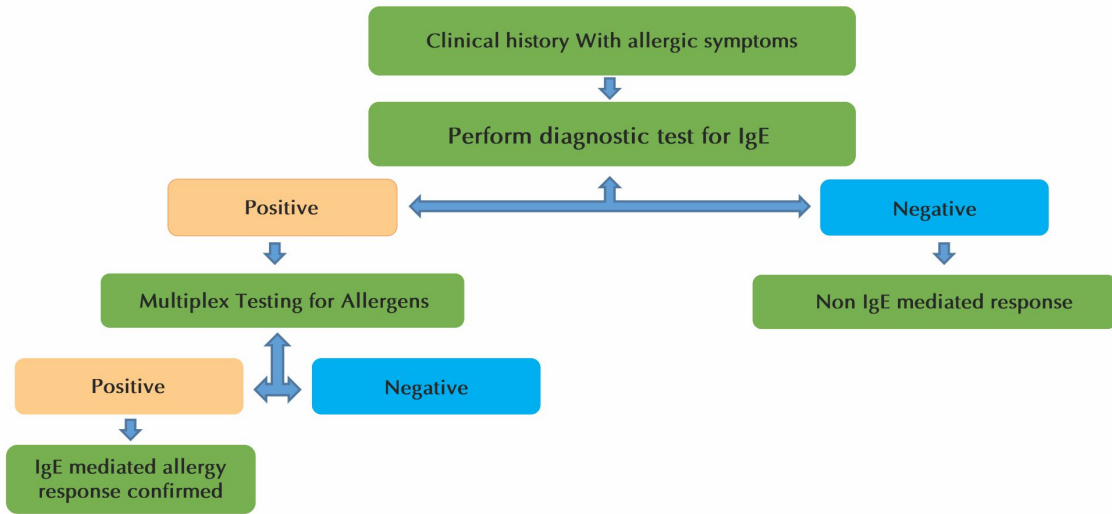 Clinical history With allergic symptoms
Perform diagnostic test for IgE
Positive
Negative
Multiplex Testing for Allergens
Non IgE mediated response
Positive
Negative
IgE mediated allergy
response confirmed